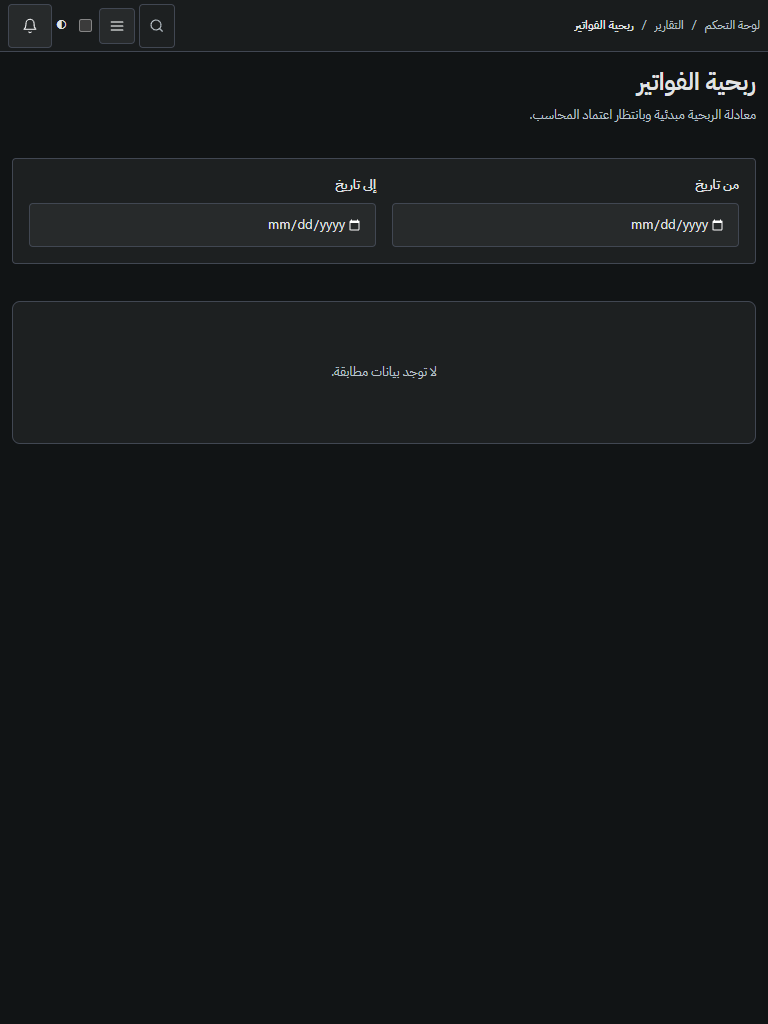 لوحة التحكم / التقارير / ربحية الفواتير
ربحية الفواتير
معادلة الربحية مبدئية وبانتظار اعتماد المحاسب.
من تاريخ
mm/dd/yyyy
إلى تاريخ
mm/dd/yyyy
لا توجد بيانات مطابقة.